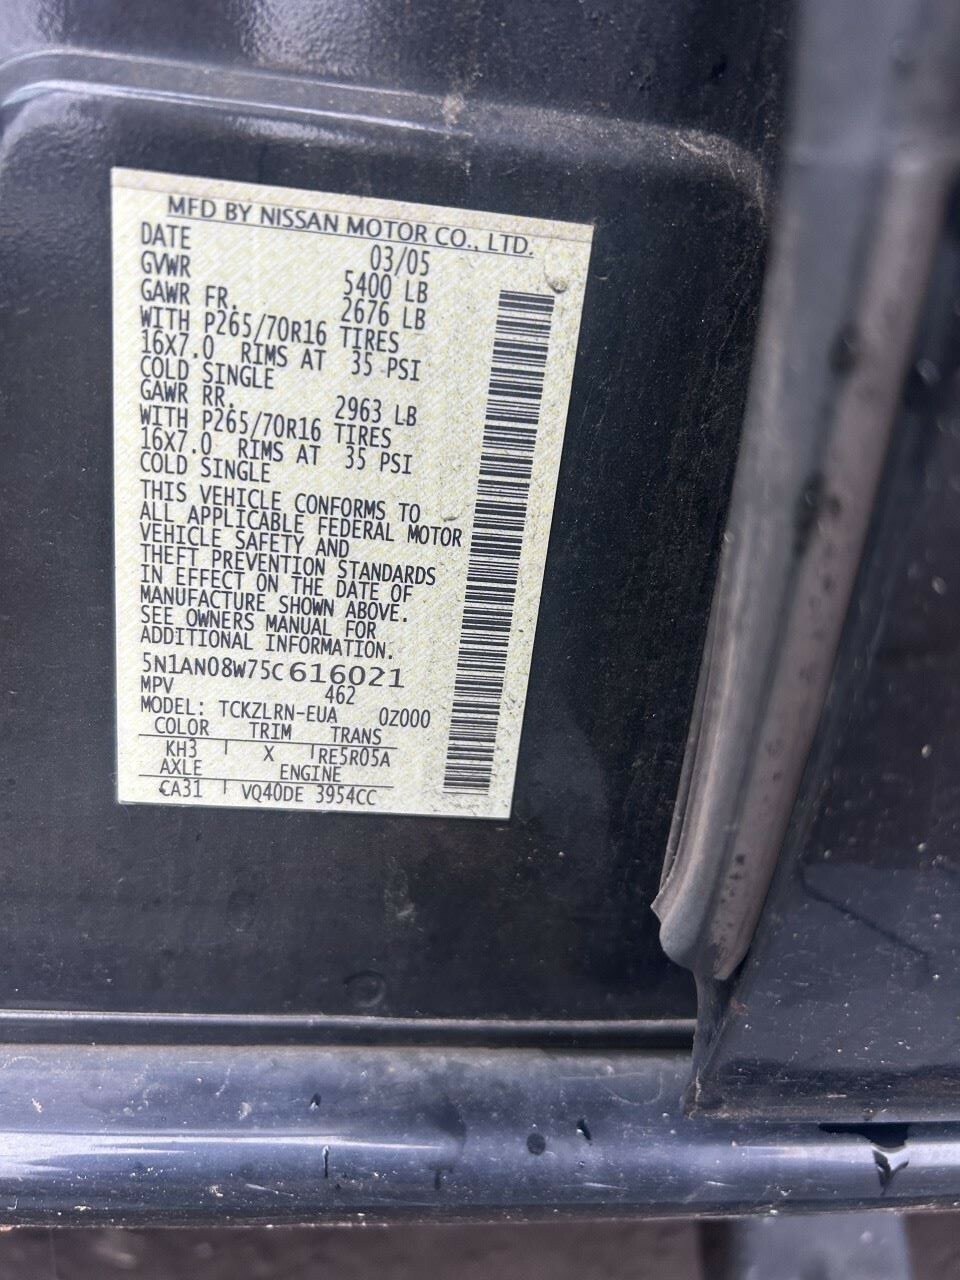 MFD BY NISSAN MOTOR CO., LTD.
DATE 03/05
GVWR 5400 LB
GAWR FR. 2676 LB
WITH P265/70R16 TIRES
16X7.0 RIMS AT 35 PSI
COLD SINGLE
GAWR RR. 2963 LB
WITH P265/70R16 TIRES
16X7.0 RIMS AT 35 PSI
COLD SINGLE
THIS VEHICLE CONFORMS TO
ALL APPLICABLE FEDERAL MOTOR
VEHICLE SAFETY AND
THEFT PREVENTION STANDARDS
IN EFFECT ON THE DATE OF
MANUFACTURE SHOWN ABOVE.
SEE OWNERS MANUAL FOR
ADDITIONAL INFORMATION.
5N1AN08W75C616021
MPV 462
MODEL: TCKZLRN-EUA 0Z000
COLOR TRIM TRANS
KH3 X RE5R05A
AXLE ENGINE
CA31 VQ40DE 3954CC